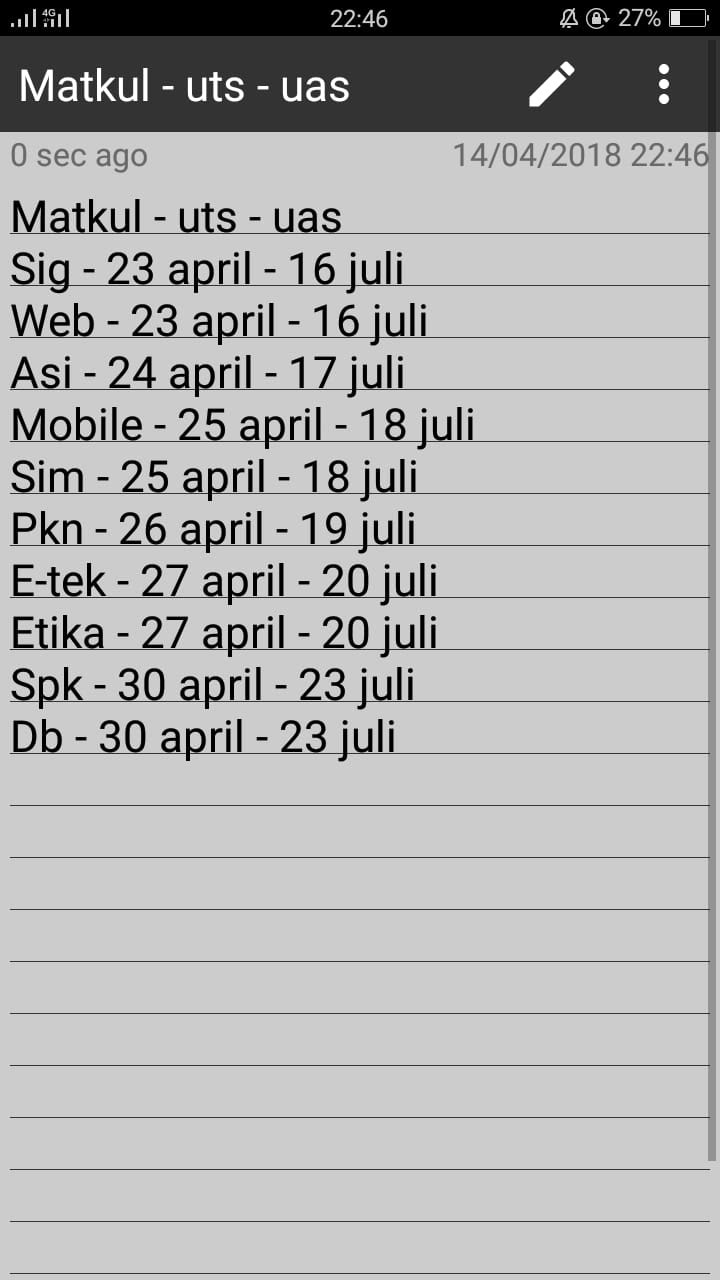 4G 22:46 27%
Matkul - uts - uas
0 sec ago 14/04/2018 22:46
Matkul - uts - uas
Sig - 23 april - 16 juli
Web - 23 april - 16 juli
Asi - 24 april - 17 juli
Mobile - 25 april - 18 juli
Sim - 25 april - 18 juli
Pkn - 26 april - 19 juli
E-tek - 27 april - 20 juli
Etika - 27 april - 20 juli
Spk - 30 april - 23 juli
Db - 30 april - 23 juli